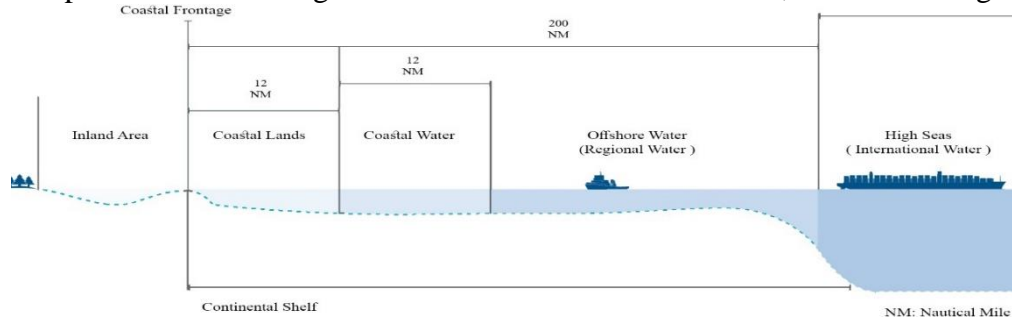 Coastal Frontage
200
NM
12
NM
12
NM
Inland Area
Coastal Lands
Coastal Water
Offshore Water
(Regional Water )
High Seas
( International Water )
Continental Shelf
NM: Nautical Mile